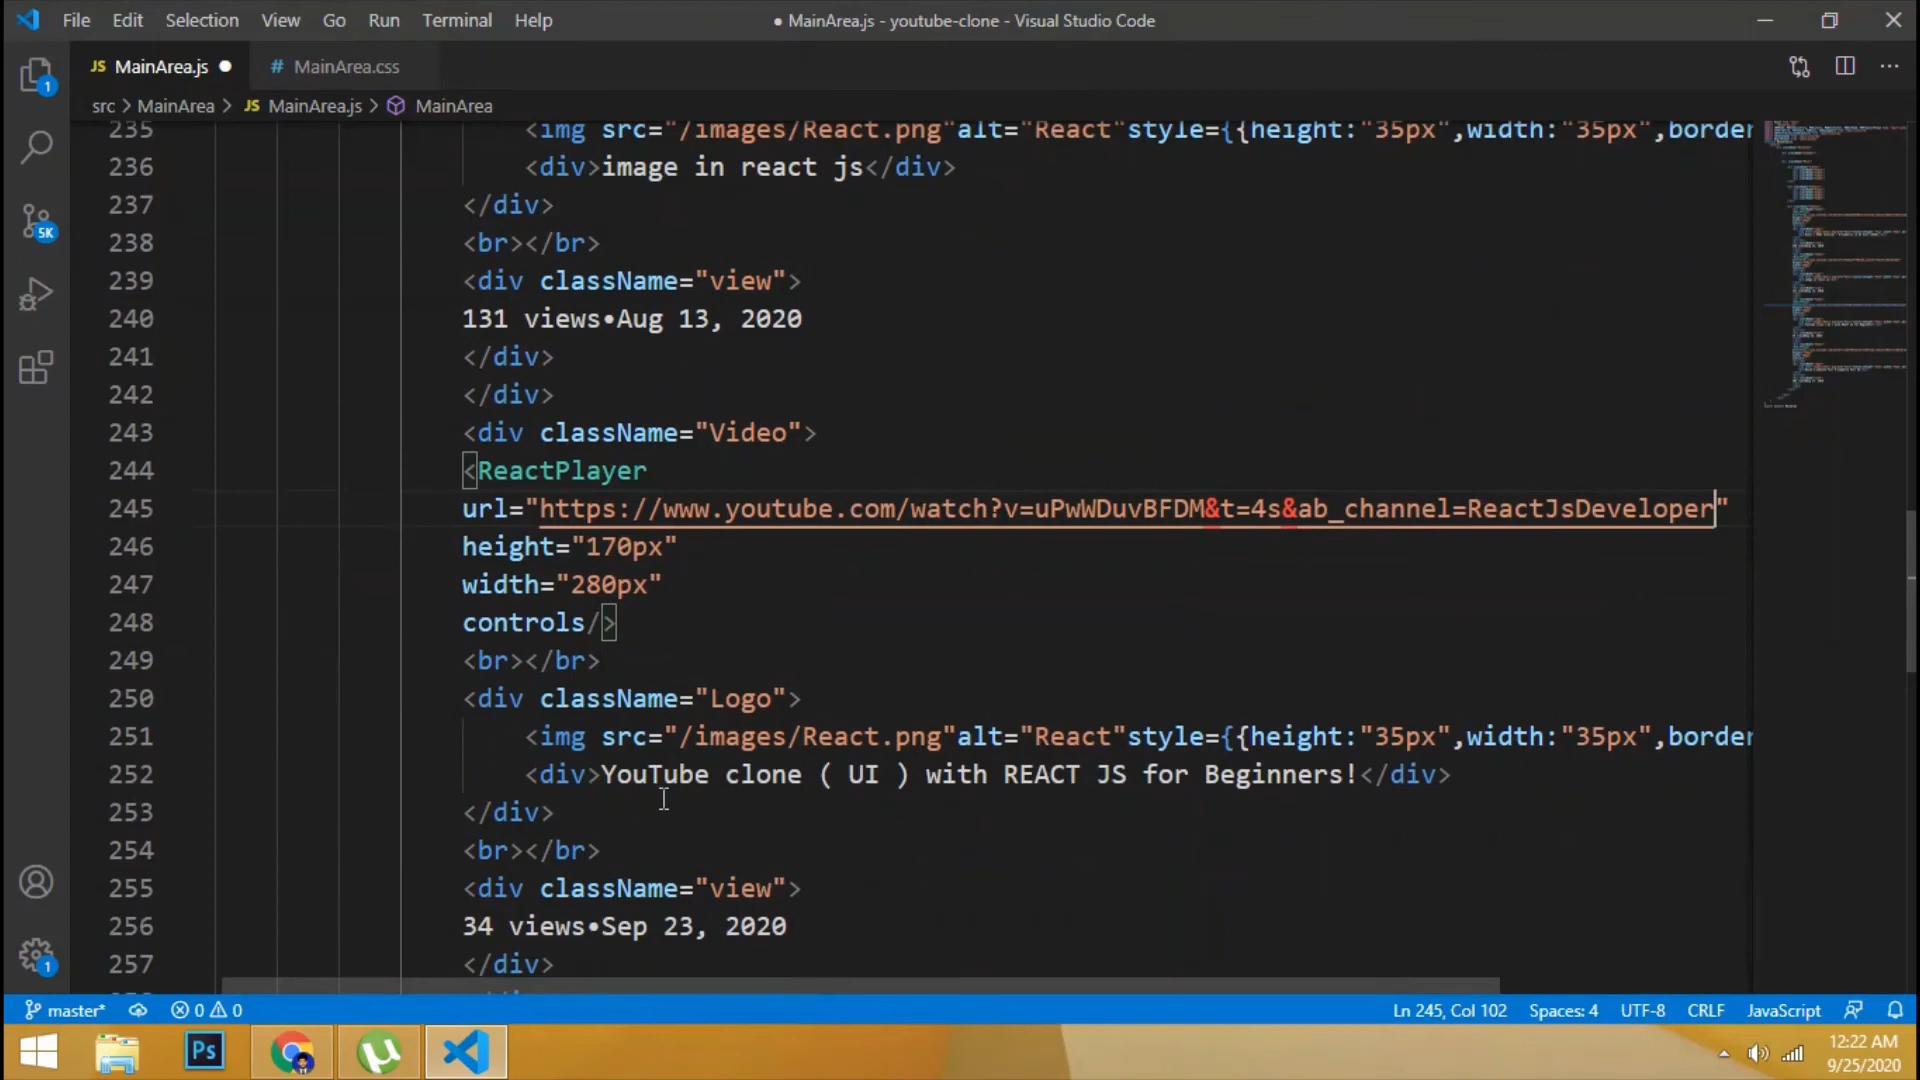 File Edit Selection View Go Run Terminal Help
● MainArea.js - youtube-clone - Visual Studio Code
JS MainArea.js ●
# MainArea.css
src > MainArea > JS MainArea.js > MainArea
235 <img src="/images/React.png"alt="React"style={{height:"35px",width:"35px",border
236 <div>image in react js</div>
237 </div>
238 <br></br>
239 <div className="view">
240 131 views•Aug 13, 2020
241 </div>
242 </div>
243 <div className="Video">
244 <ReactPlayer
245 url="https://www.youtube.com/watch?v=uPwWDuvBFDM&t=4s&ab_channel=ReactJsDeveloper"
246 height="170px"
247 width="280px"
248 controls/>
249 <br></br>
250 <div className="Logo">
251 <img src="/images/React.png"alt="React"style={{height:"35px",width:"35px",border
252 <div>YouTube clone ( UI ) with REACT JS for Beginners!</div>
253 </div>
254 <br></br>
255 <div className="view">
256 34 views•Sep 23, 2020
257 </div>
1
5K
1
master* 0 0 Ln 245, Col 102 Spaces: 4 UTF-8 CRLF JavaScript
Ps
12:22 AM
9/25/2020